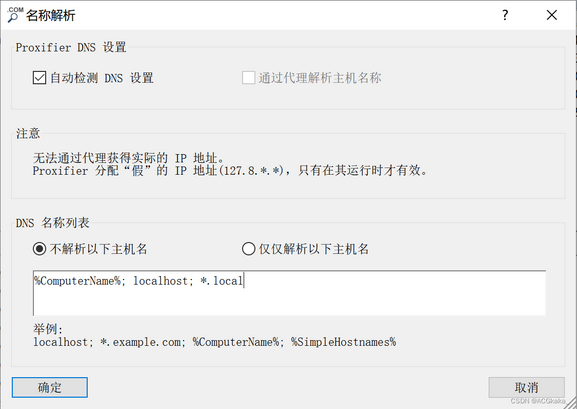 .COM
名称解析
?
Proxifier DNS 设置
自动检测 DNS 设置
通过代理解析主机名称
注意
无法通过代理获得实际的 IP 地址。
Proxifier 分配“假”的 IP 地址(127.8.*.*)，只有在其运行时才有效。
DNS 名称列表
不解析以下主机名
仅仅解析以下主机名
%ComputerName%; localhost; *.local
举例:
localhost; *.example.com; %ComputerName%; %SimpleHostnames%
确定
取消
CSDN @ACGkaka_